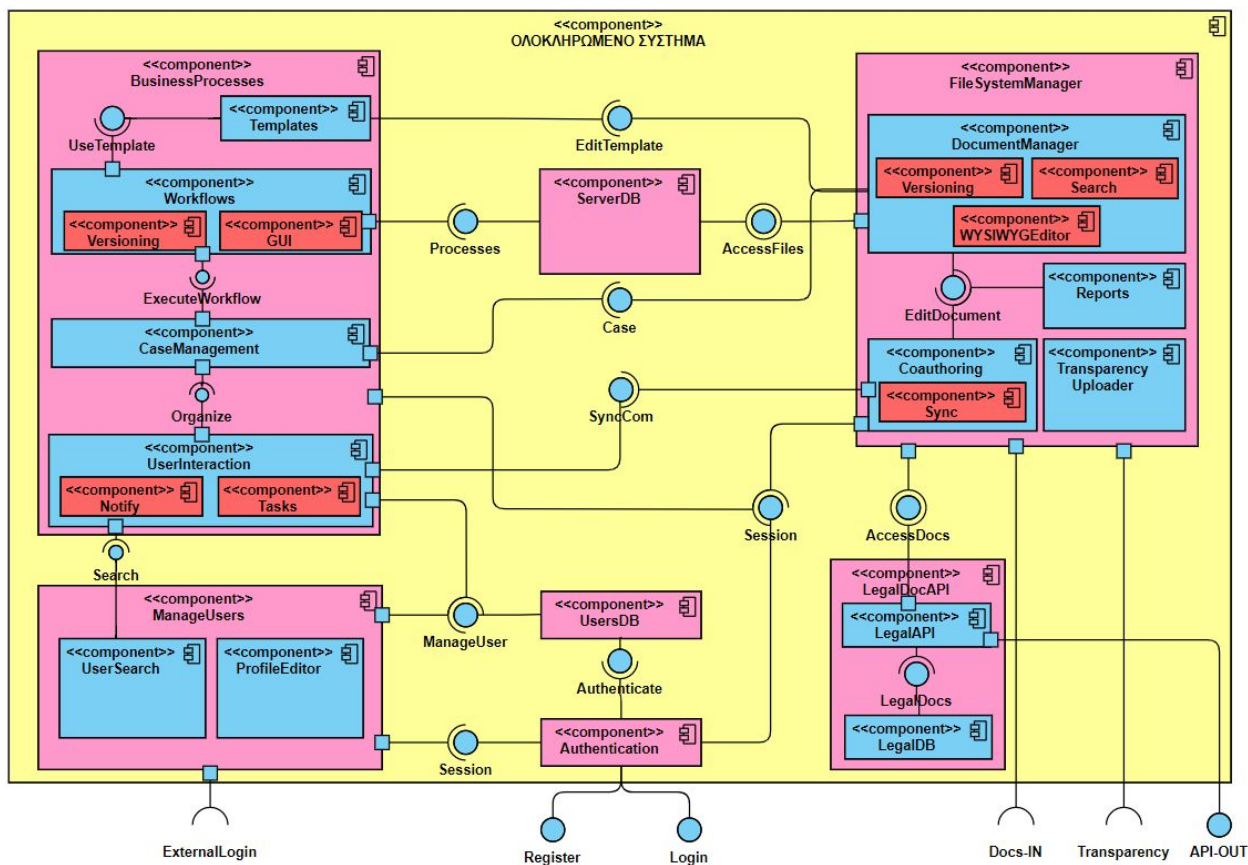 <<component>>
ΟΛΟΚΛΗΡΩΜΕΝΟ ΣΥΣΤΗΜΑ
<<component>>
BusinessProcesses
<<component>>
Templates
UseTemplate
<<component>>
Workflows
<<component>>
Versioning
<<component>>
GUI
ExecuteWorkflow
<<component>>
CaseManagement
Organize
<<component>>
UserInteraction
<<component>>
Notify
<<component>>
Tasks
Search
<<component>>
ManageUsers
<<component>>
UserSearch
<<component>>
ProfileEditor
ExternalLogin
EditTemplate
<<component>>
ServerDB
Processes
AccessFiles
Case
SyncCom
Session
<<component>>
UsersDB
ManageUser
Authenticate
<<component>>
Authentication
Session
Register
Login
<<component>>
FileSystemManager
<<component>>
DocumentManager
<<component>>
Versioning
<<component>>
Search
<<component>>
WYSIWYGEditor
EditDocument
<<component>>
Reports
<<component>>
Coauthoring
<<component>>
Sync
<<component>>
Transparency
Uploader
AccessDocs
<<component>>
LegalDocAPI
<<component>>
LegalAPI
LegalDocs
<<component>>
LegalDB
Docs-IN
Transparency
API-OUT